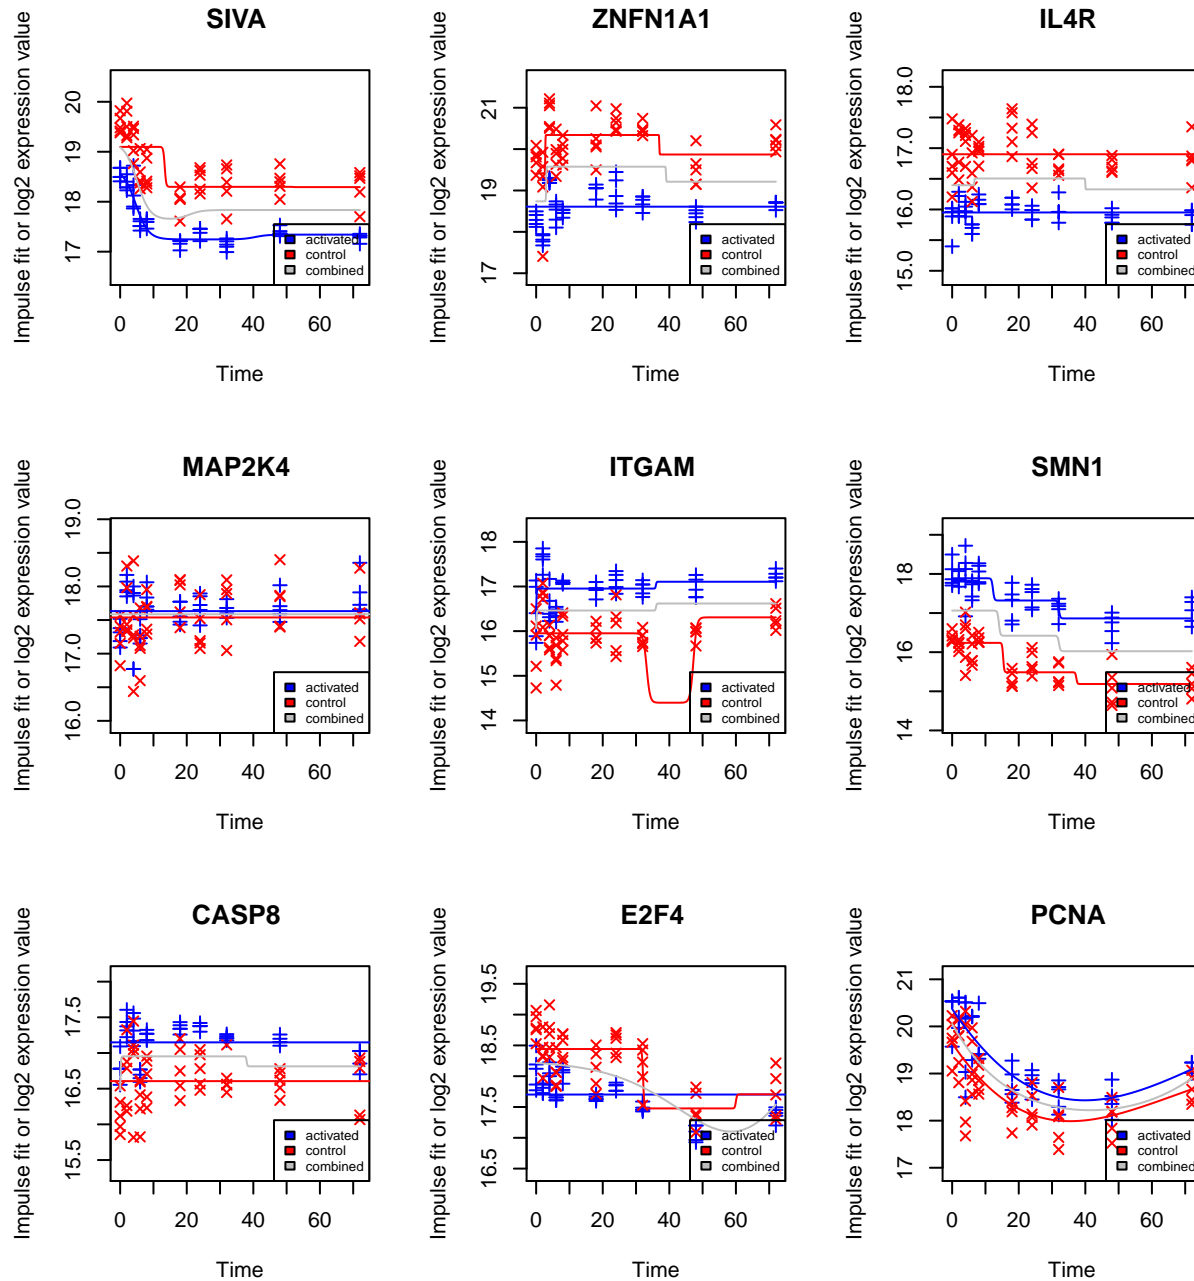 SIVA
Impulse fit or log2 expression value
20
19
18
17
0 20 40 60
Time
activated
control
combined
ZNFN1A1
Impulse fit or log2 expression value
21
19
17
0 20 40 60
Time
activated
control
combined
IL4R
Impulse fit or log2 expression value
18.0
17.0
16.0
15.0
0 20 40 60
Time
activated
control
combined
MAP2K4
Impulse fit or log2 expression value
19.0
18.0
17.0
16.0
0 20 40 60
Time
activated
control
combined
ITGAM
Impulse fit or log2 expression value
18
17
16
15
14
0 20 40 60
Time
activated
control
combined
SMN1
Impulse fit or log2 expression value
18
16
14
0 20 40 60
Time
activated
control
combined
CASP8
Impulse fit or log2 expression value
17.5
16.5
15.5
0 20 40 60
Time
activated
control
combined
E2F4
Impulse fit or log2 expression value
19.5
18.5
17.5
16.5
0 20 40 60
Time
activated
control
combined
PCNA
Impulse fit or log2 expression value
21
20
19
18
17
0 20 40 60
Time
activated
control
combined